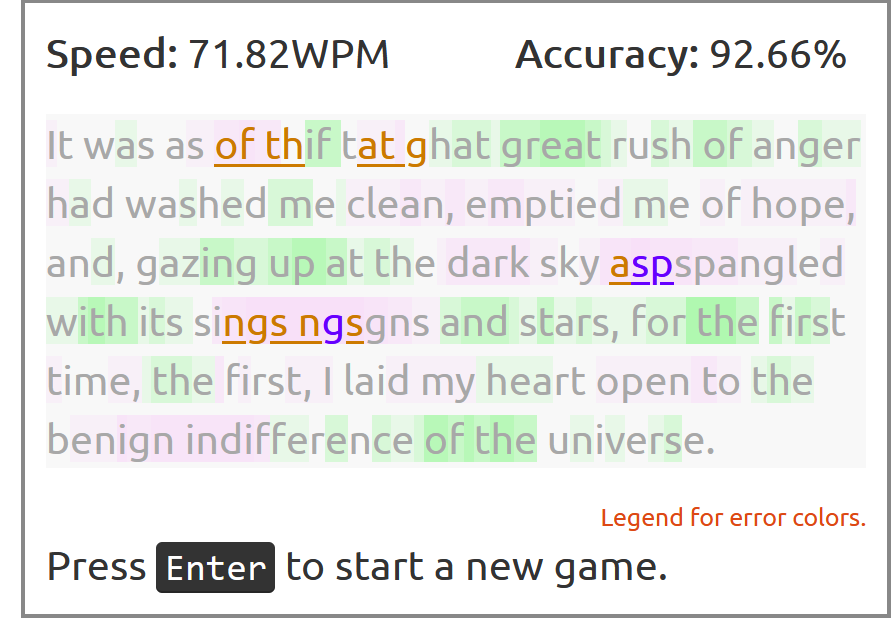 Speed: 71.82WPM Accuracy: 92.66%
It was as of thif tat ghat great rush of anger
had washed me clean, emptied me of hope,
and, gazing up at the dark sky aspspangled
with its sings ngsgns and stars, for the first
time, the first, I laid my heart open to the
benign indifference of the universe.
Legend for error colors.
Press Enter to start a new game.